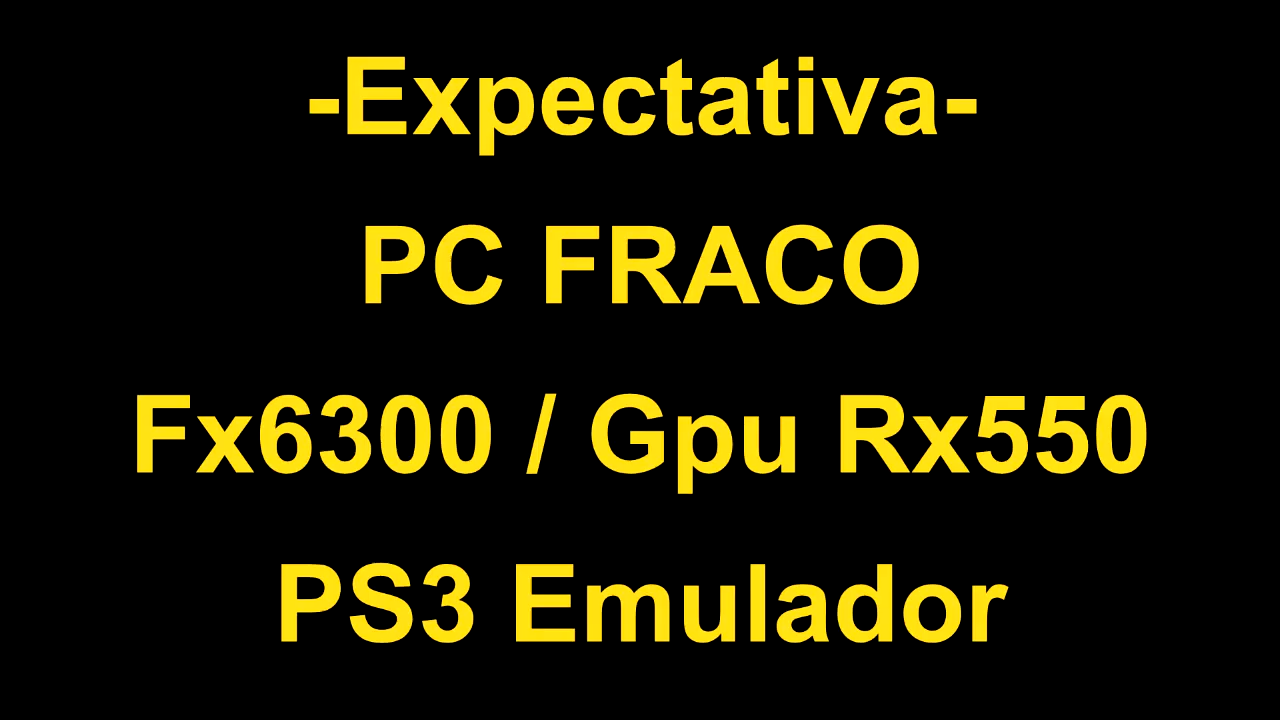 -Expectativa-
PC FRACO
Fx6300 / Gpu Rx550
PS3 Emulador